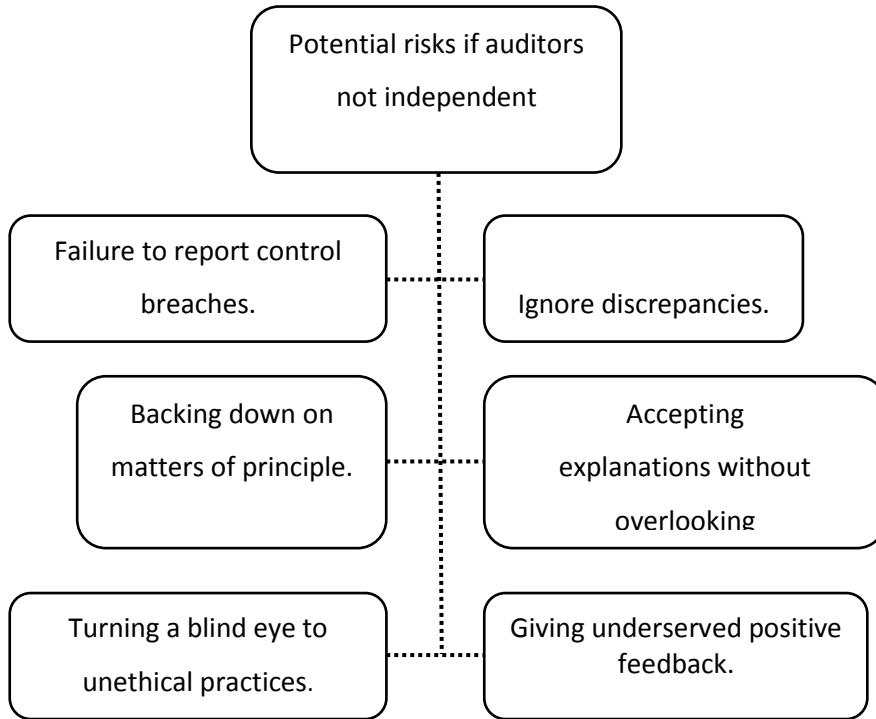 Potential risks if auditors
not independent
Failure to report control
breaches.
Ignore discrepancies.
Backing down on
matters of principle.
Accepting
explanations without
overlooking
Turning a blind eye to
unethical practices.
Giving underserved positive
feedback.